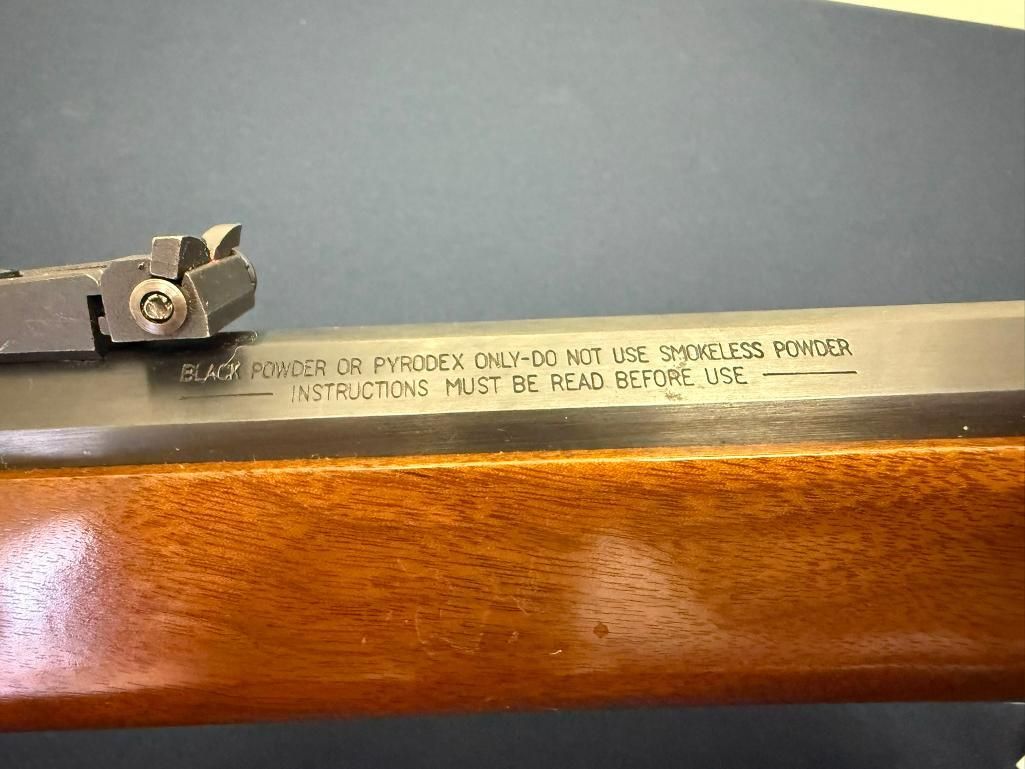 BLACK POWDER OR PYRODEX ONLY-DO NOT USE SMOKELESS POWDER
INSTRUCTIONS MUST BE READ BEFORE USE